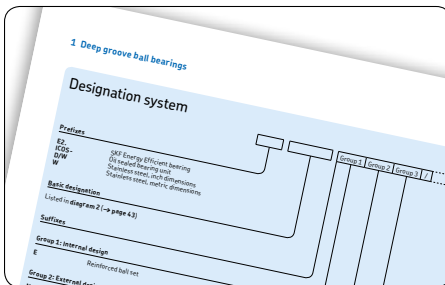 1 Deep groove ball bearings
Designation system
Group 1 Group 2 Group 3 /
Prefixes
E2. SKF Energy Efficient bearing
ICOS- Oil sealed bearing unit
D/W Stainless steel, inch dimensions
W Stainless steel, metric dimensions
Basic designation
Listed in diagram 2 (→ page 43)
Suffixes
Group 1: Internal design
E Reinforced ball set
Group 2: External